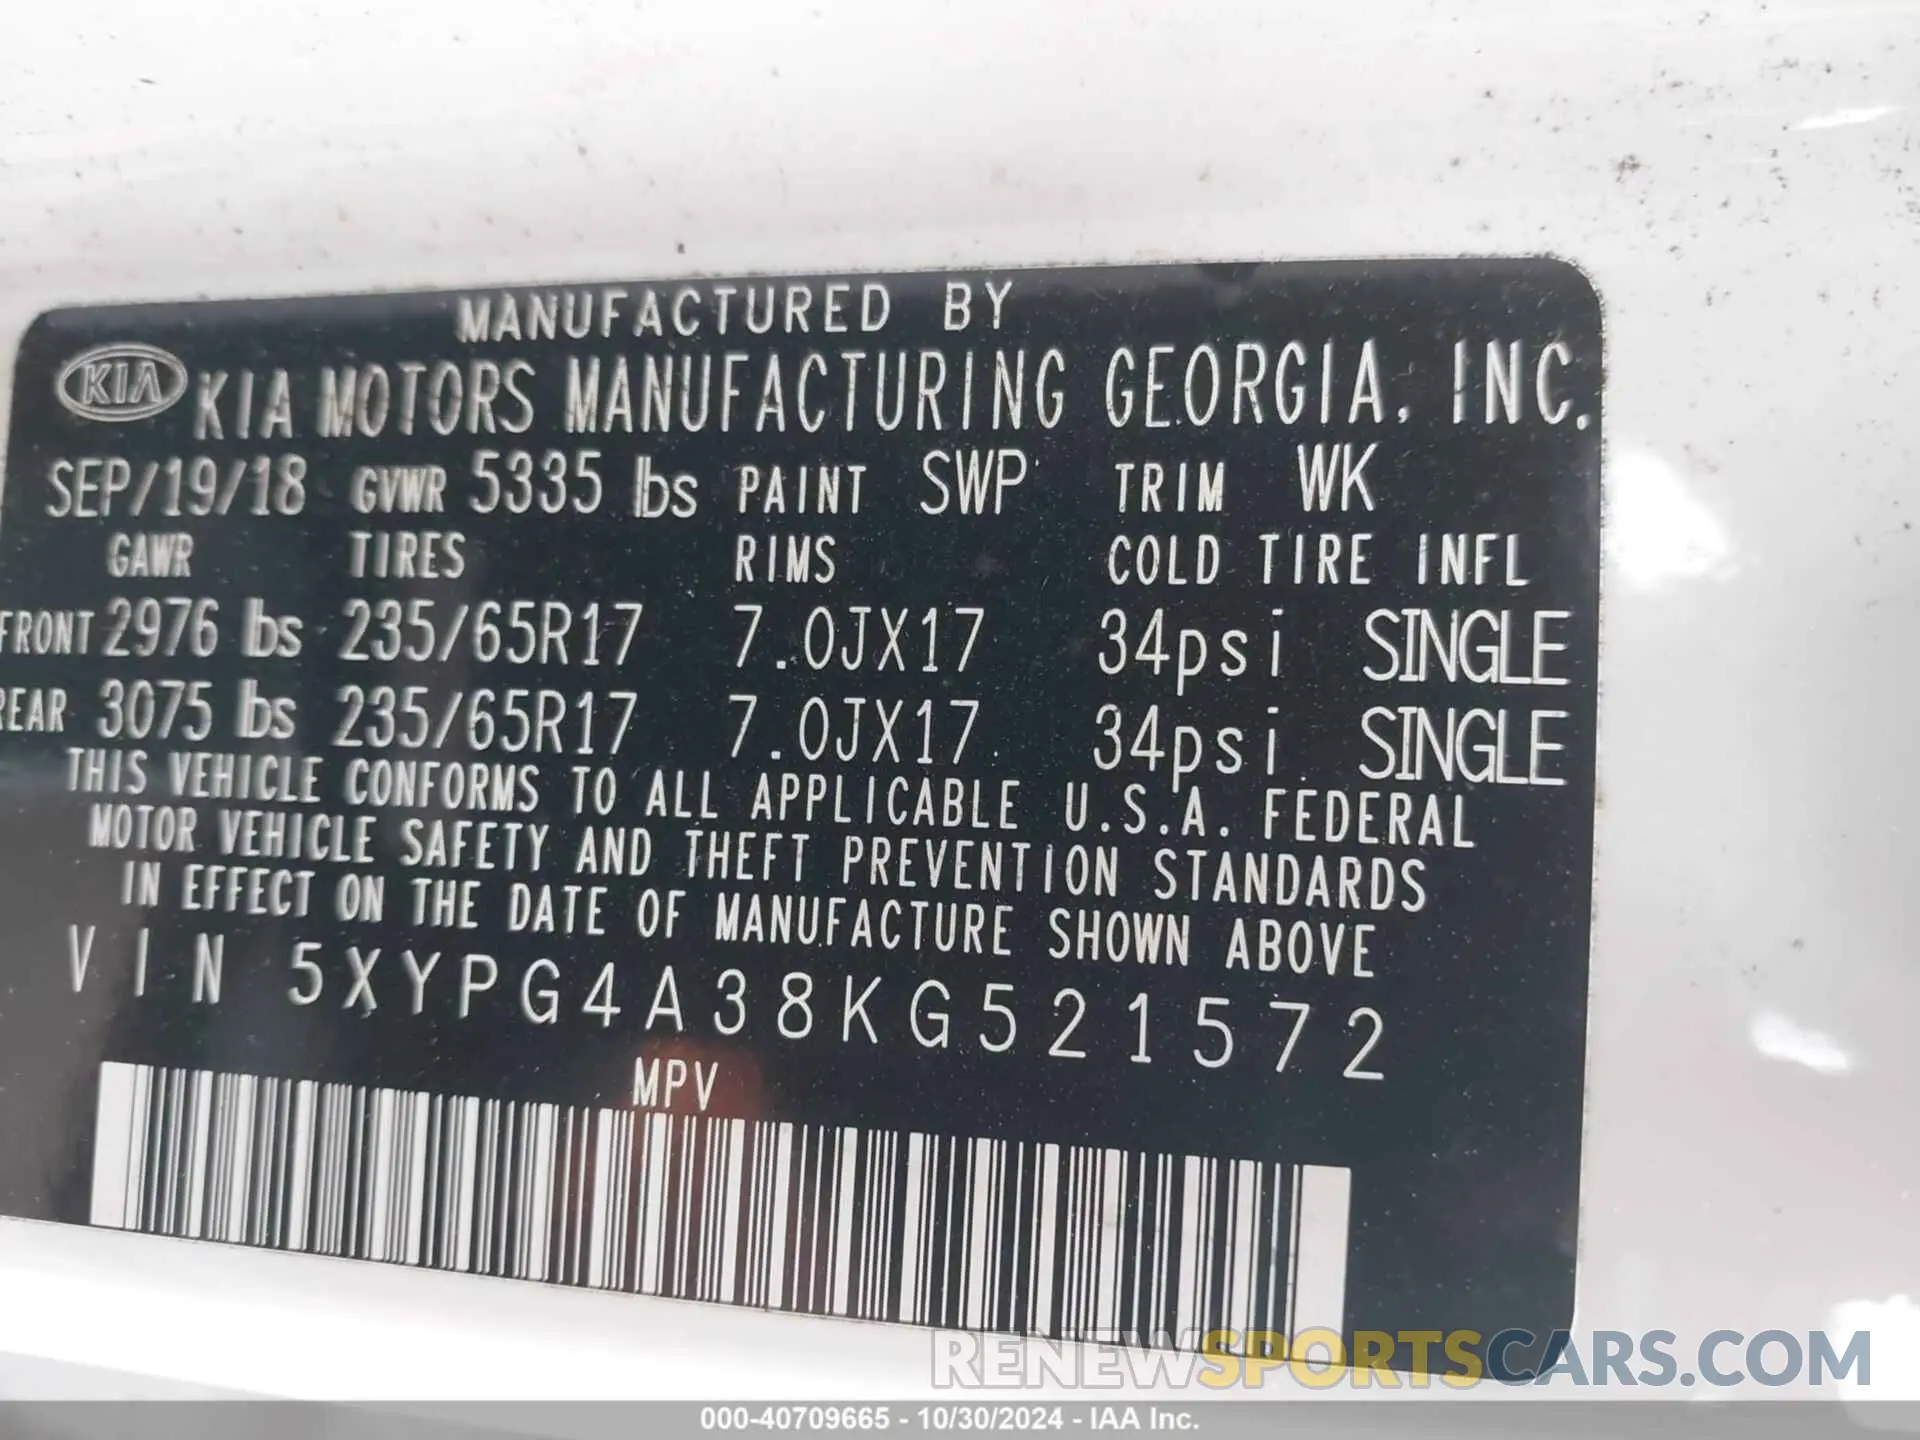 MANUFACTURED BY
KIA KIA MOTORS MANUFACTURING GEORGIA, INC.
SEP/19/18 GVWR 5335 lbs PAINT SWP TRIM WK
GAWR TIRES RIMS COLD TIRE INFL
FRONT 2976 lbs 235/65R17 7.0JX17 34psi SINGLE
REAR 3075 lbs 235/65R17 7.0JX17 34psi SINGLE
THIS VEHICLE CONFORMS TO ALL APPLICABLE U.S.A. FEDERAL
MOTOR VEHICLE SAFETY AND THEFT PREVENTION STANDARDS
IN EFFECT ON THE DATE OF MANUFACTURE SHOWN ABOVE
VIN 5XYPG4A38KG521572
MPV
RENEWSPORTSCARS.COM
000-40709665 - 10/30/2024 - IAA Inc.